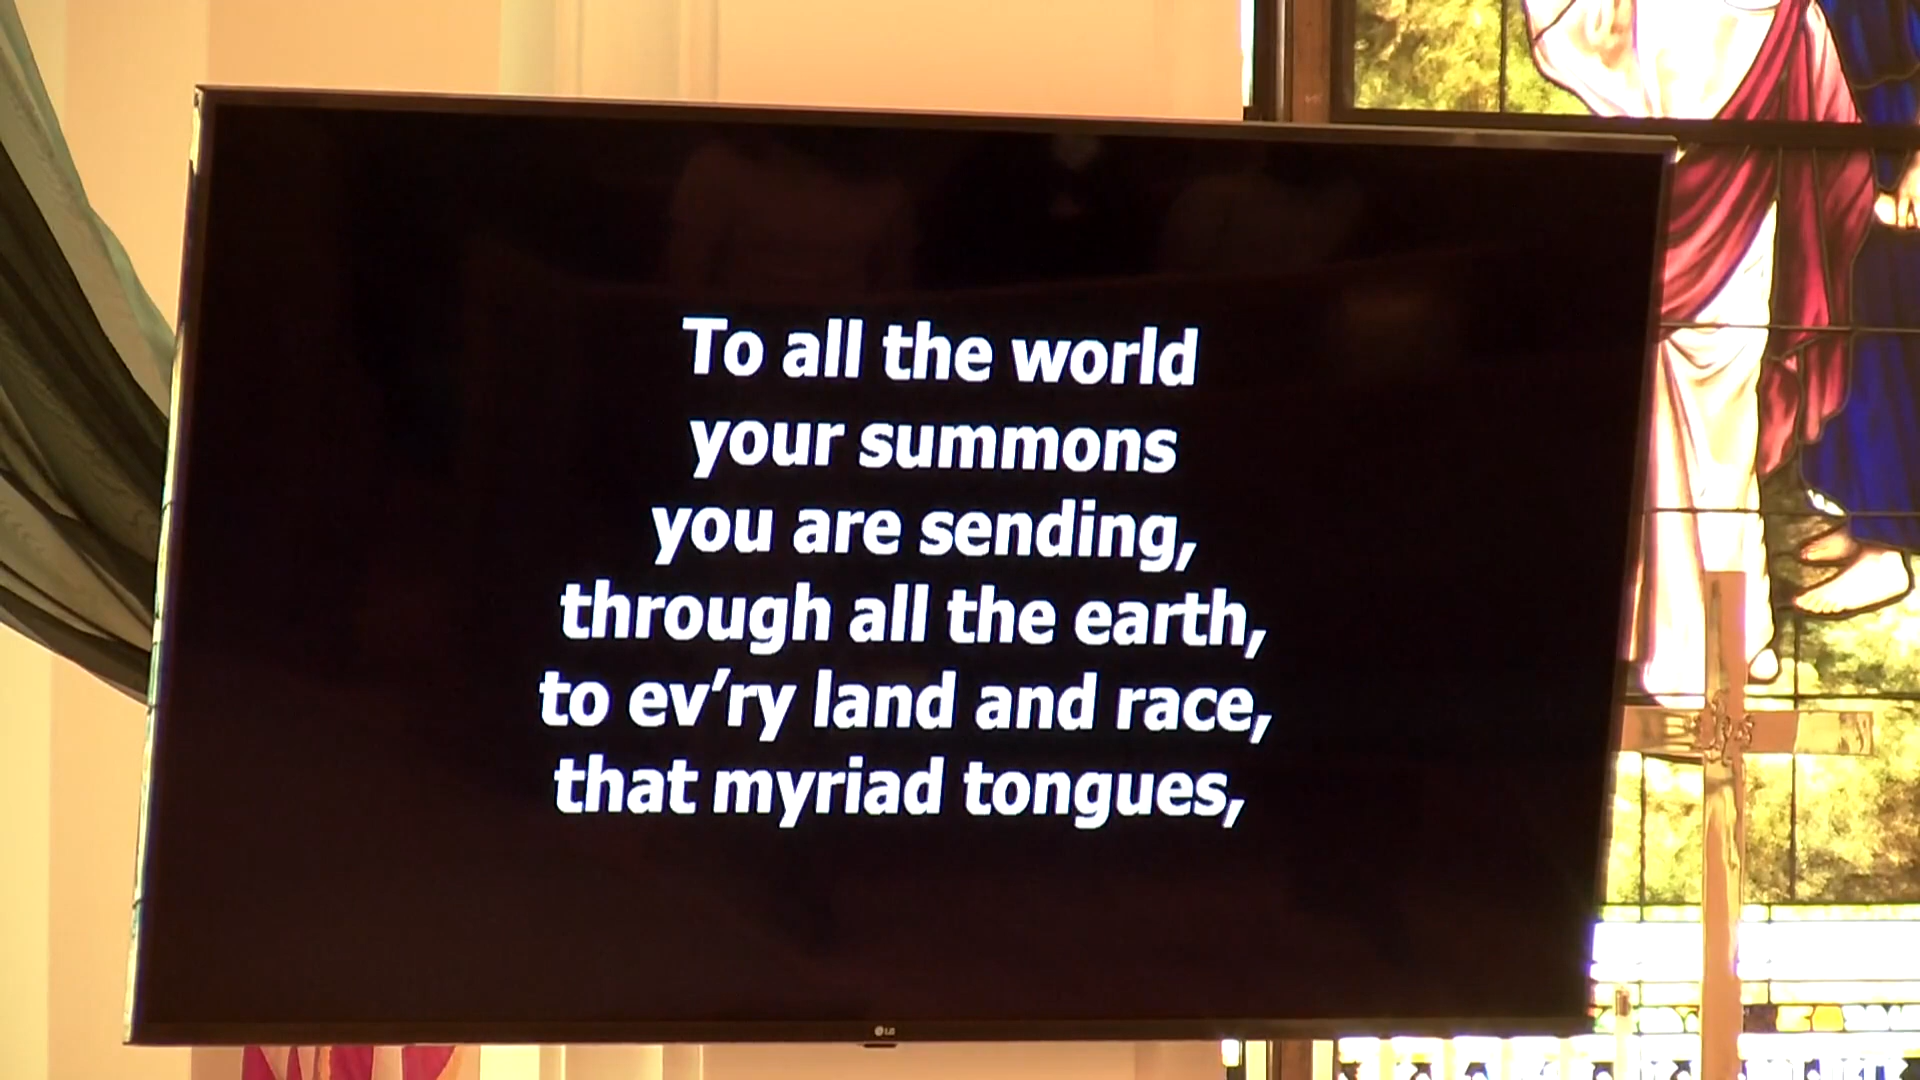 To all the world
your summons
you are sending,
through all the earth,
to ev’ry land and race,
that myriad tongues,
LG